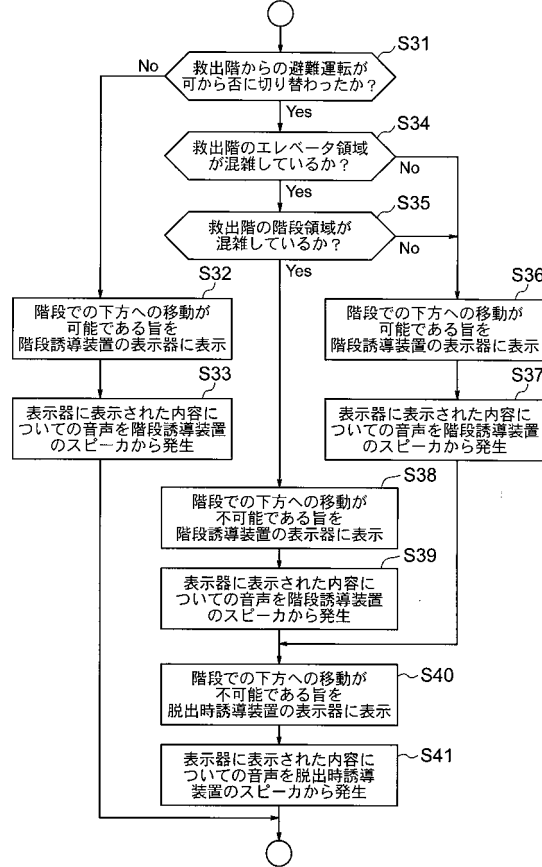 S31
救出階からの避難運転が
可から否に切り替わったか？
No
Yes
S34
救出階のエレベータ領域
が混雑しているか？
No
Yes
S35
救出階の階段領域が
混雑しているか？
No
Yes
S32
階段での下方への移動が
可能である旨を
階段誘導装置の表示器に表示
S33
表示器に表示された内容に
ついての音声を階段誘導装置
のスピーカから発生
S36
階段での下方への移動が
可能である旨を
階段誘導装置の表示器に表示
S37
表示器に表示された内容に
ついての音声を階段誘導装置
のスピーカから発生
S38
階段での下方への移動が
不可能である旨を
階段誘導装置の表示器に表示
S39
表示器に表示された内容に
ついての音声を階段誘導装置
のスピーカから発生
S40
階段での下方への移動が
不可能である旨を
脱出時誘導装置の表示器に表示
S41
表示器に表示された内容に
ついての音声を脱出時誘導
装置のスピーカから発生